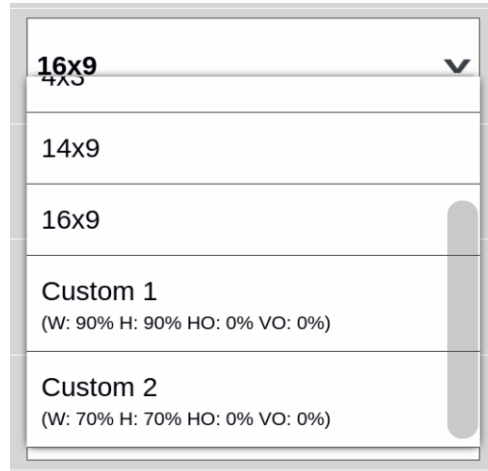 16x9
4x3
14x9
16x9
Custom 1
(W: 90% H: 90% HO: 0% VO: 0%)
Custom 2
(W: 70% H: 70% HO: 0% VO: 0%)